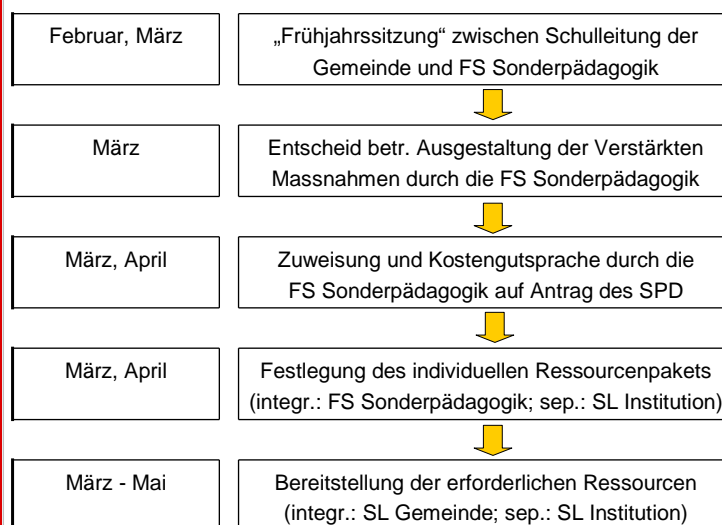 Februar, März
„Frühjahrssitzung“ zwischen Schulleitung der
Gemeinde und FS Sonderpädagogik
März
Entscheid betr. Ausgestaltung der Verstärkten
Massnahmen durch die FS Sonderpädagogik
März, April
Zuweisung und Kostengutsprache durch die
FS Sonderpädagogik auf Antrag des SPD
März, April
Festlegung des individuellen Ressourcenpakets
(integr.: FS Sonderpädagogik; sep.: SL Institution)
März - Mai
Bereitstellung der erforderlichen Ressourcen
(integr.: SL Gemeinde; sep.: SL Institution)